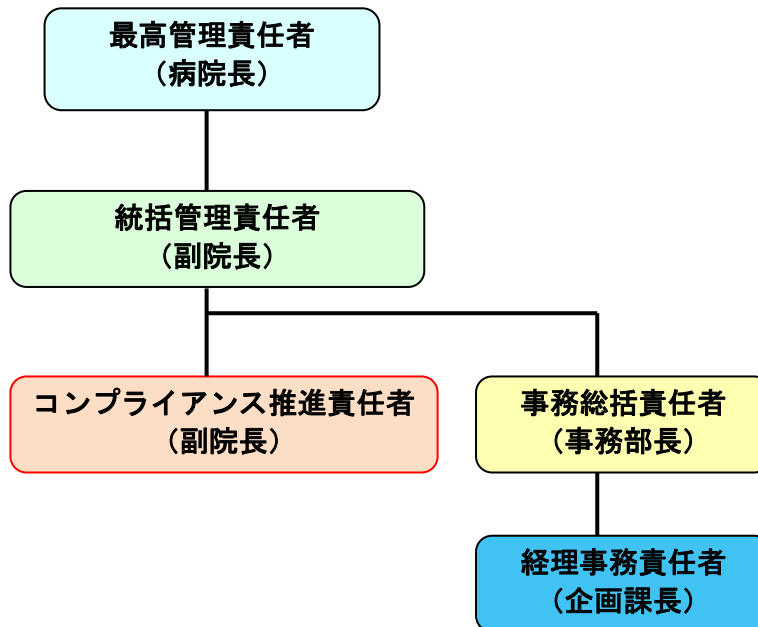 最高管理責任者
（病院長）
統括管理責任者
（副院長）
コンプライアンス推進責任者
（副院長）
事務総括責任者
（事務部長）
経理事務責任者
（企画課長）